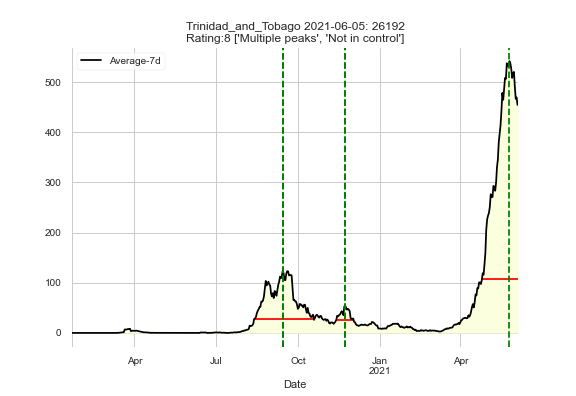 Trinidad_and_Tobago 2021-06-05: 26192
Rating:8 ['Multiple peaks', 'Not in control']
Average-7d
500
400
300
200
100
0
Apr
Jul
Oct
Jan
2021
Apr
Date